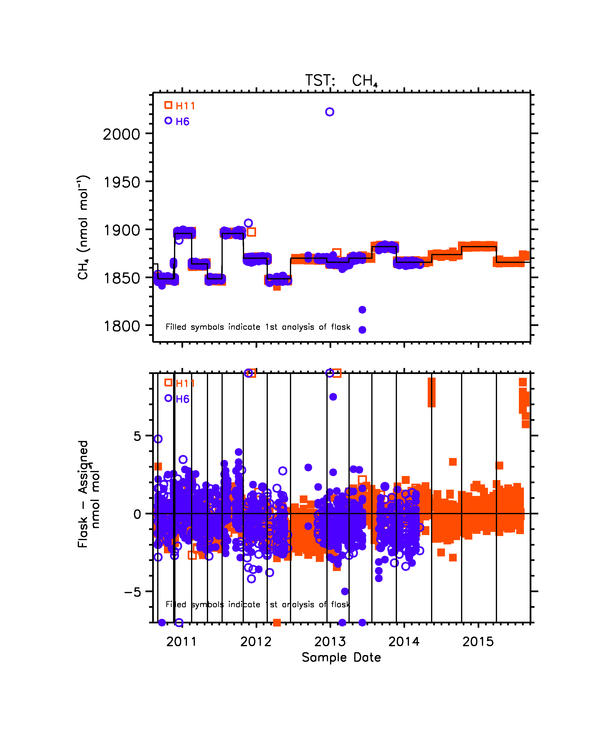 TST: CH₄
H11
H6
2000
1950
1900
1850
1800
CH₄ (nmol mol⁻¹)
Filled symbols indicate 1st analysis of flask
H11
H6
5
0
−5
Flask − Assigned
nmol mol⁻¹
Filled symbols indicate 1st analysis of flask
2011 2012 2013 2014 2015
Sample Date